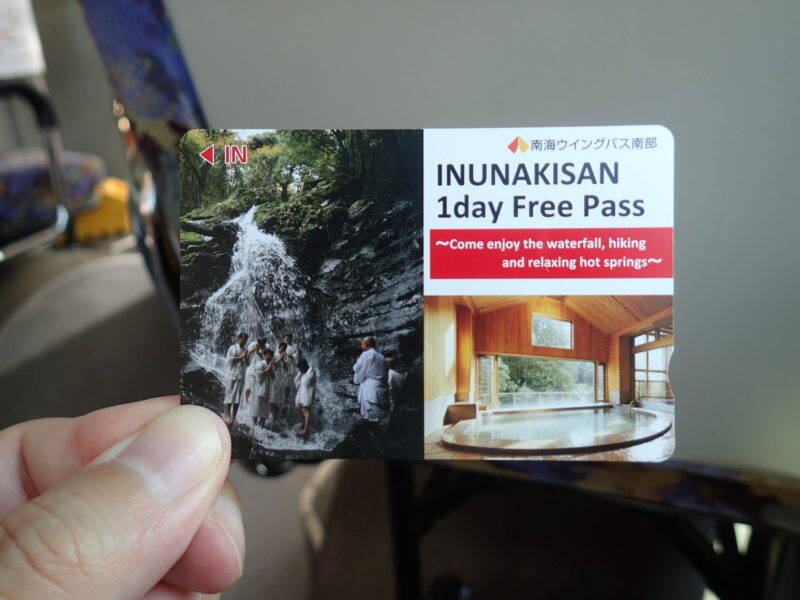 IN
南海ウイングバス南部
INUNAKISAN
1day Free Pass
～Come enjoy the waterfall, hiking
and relaxing hot springs～